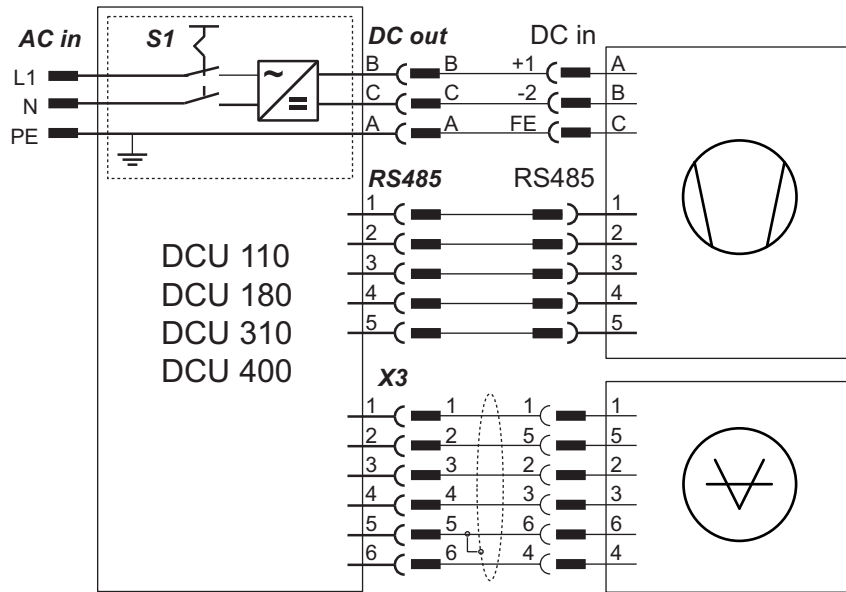 AC in S1 DC out DC in
L1 B B +1 A
N C C -2 B
PE A A FE C
~
=
RS485 RS485
1 1
2 2
3 3
4 4
5 5
DCU 110
DCU 180
DCU 310
DCU 400
X3
1 1 1 1
2 2 5 5
3 3 2 2
4 4 3 3
5 5 6 6
6 6 4 4